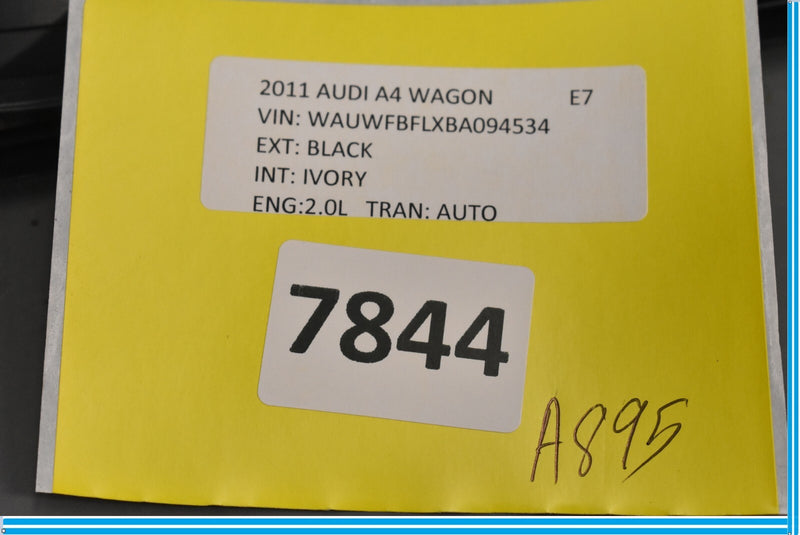 2011 AUDI A4 WAGON E7
VIN: WAUWFBFLXBA094534
EXT: BLACK
INT: IVORY
ENG:2.0L TRAN: AUTO
7844
A895